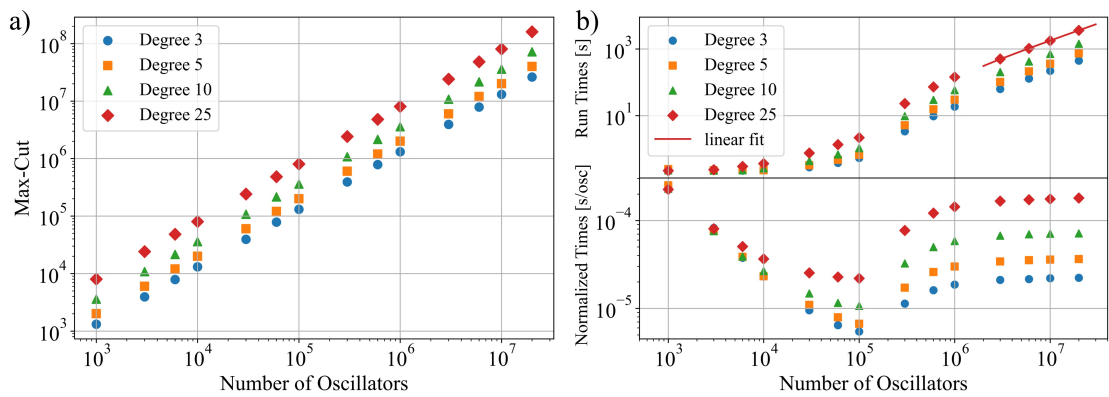 a)
Max-Cut
10^8
10^7
10^6
10^5
10^4
10^3
Degree 3
Degree 5
Degree 10
Degree 25
10^3 10^4 10^5 10^6 10^7
Number of Oscillators
b)
Run Times [s]
10^3
10^1
Degree 3
Degree 5
Degree 10
Degree 25
linear fit
Normalized Times [s/osc]
10^-4
10^-5
10^3 10^4 10^5 10^6 10^7
Number of Oscillators